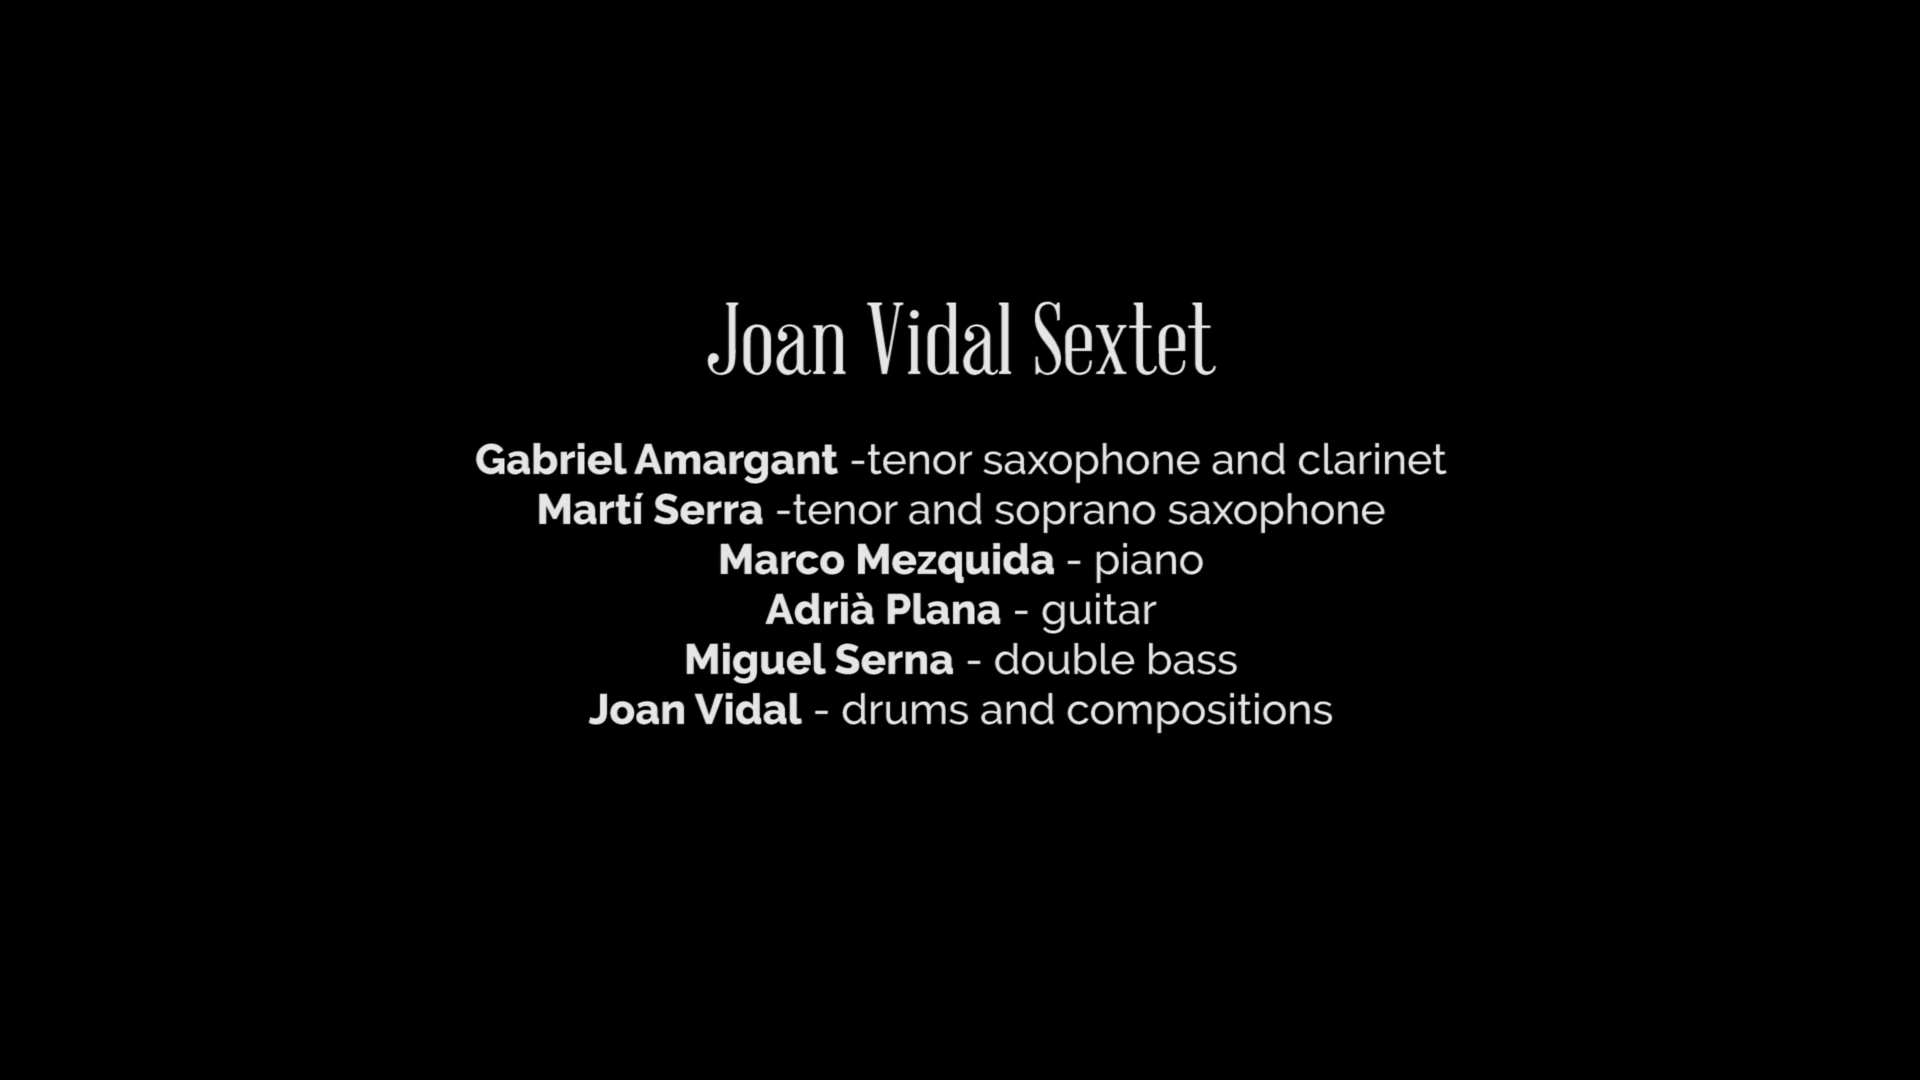 Joan Vidal Sextet
Gabriel Amargant -tenor saxophone and clarinet
Martí Serra -tenor and soprano saxophone
Marco Mezquida - piano
Adrià Plana - guitar
Miguel Serna - double bass
Joan Vidal - drums and compositions